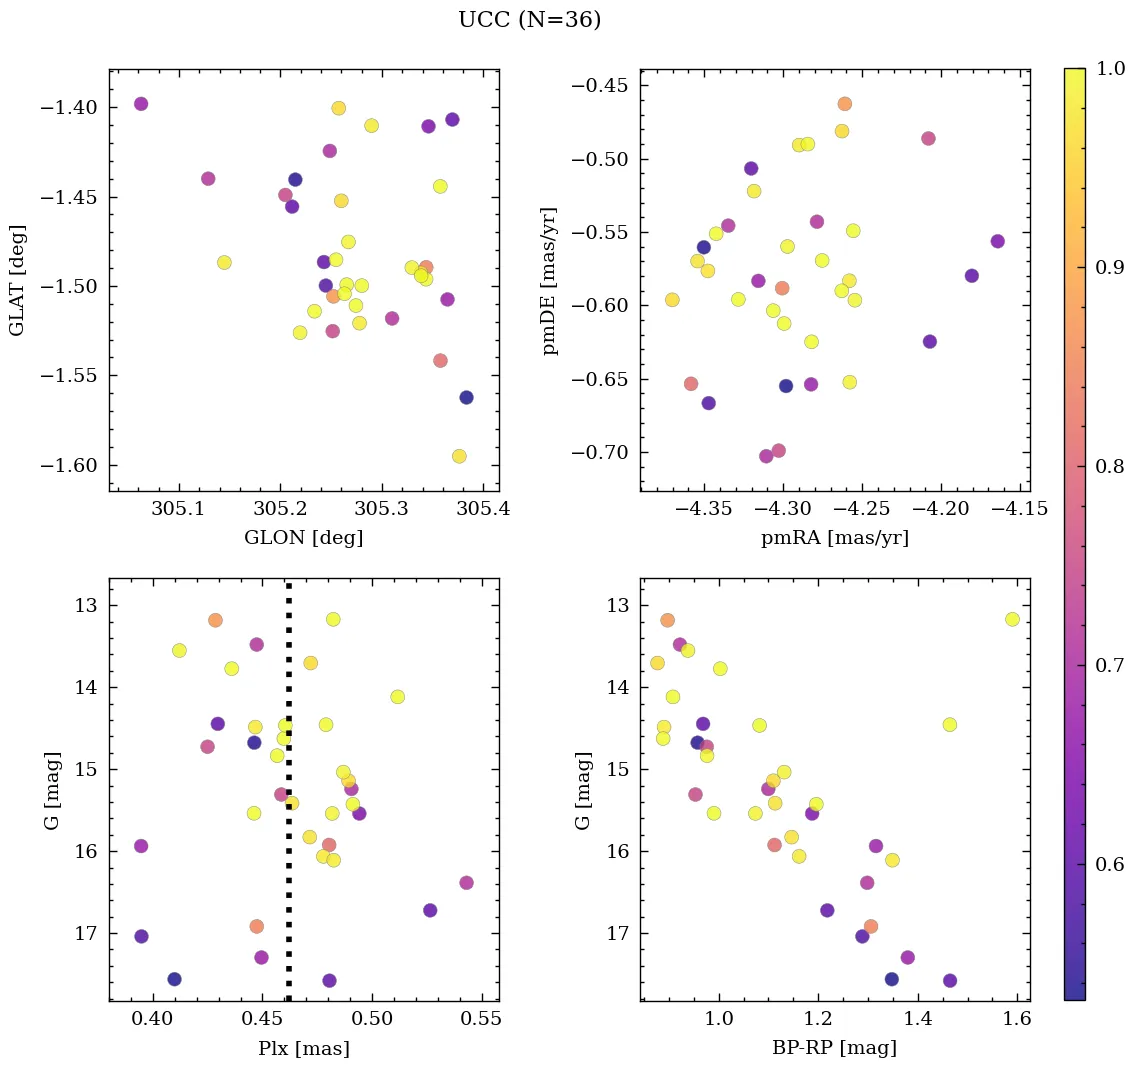 UCC (N=36)
−1.40
−1.45
−1.50
−1.55
−1.60
GLAT [deg]
305.1 305.2 305.3 305.4
GLON [deg]
−0.45
−0.50
−0.55
−0.60
−0.65
−0.70
pmDE [mas/yr]
−4.35 −4.30 −4.25 −4.20 −4.15
pmRA [mas/yr]
13
14
15
16
17
G [mag]
0.40 0.45 0.50 0.55
Plx [mas]
13
14
15
16
17
G [mag]
1.0 1.2 1.4 1.6
BP-RP [mag]
1.0
0.9
0.8
0.7
0.6